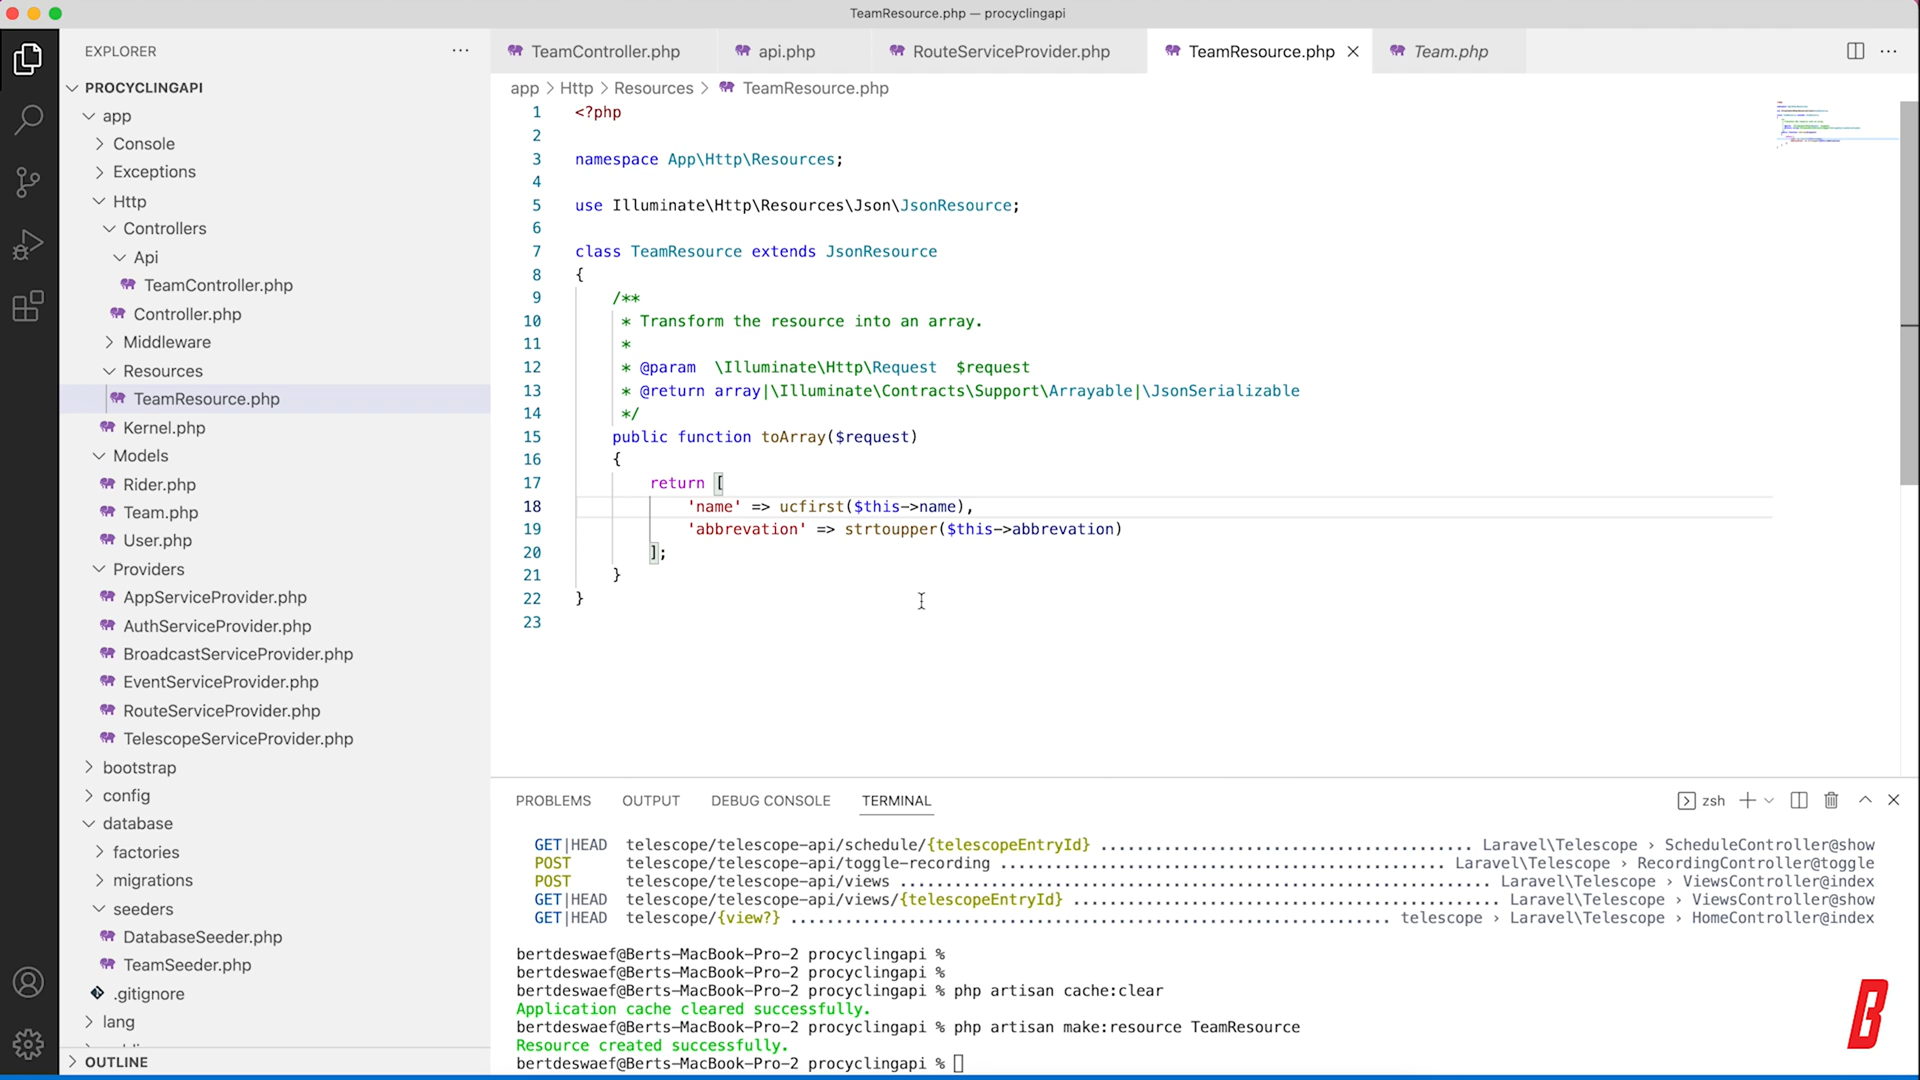 TeamResource.php — procyclingapi
EXPLORER
PROCYCLINGAPI
app
Console
Exceptions
Http
Controllers
Api
TeamController.php
Controller.php
Middleware
Resources
TeamResource.php
Kernel.php
Models
Rider.php
Team.php
User.php
Providers
AppServiceProvider.php
AuthServiceProvider.php
BroadcastServiceProvider.php
EventServiceProvider.php
RouteServiceProvider.php
TelescopeServiceProvider.php
bootstrap
config
database
factories
migrations
seeders
DatabaseSeeder.php
TeamSeeder.php
.gitignore
lang
OUTLINE
TeamController.php api.php RouteServiceProvider.php TeamResource.php Team.php
app > Http > Resources > TeamResource.php
1 <?php
2
3 namespace App\Http\Resources;
4
5 use Illuminate\Http\Resources\Json\JsonResource;
6
7 class TeamResource extends JsonResource
8 {
9 /**
10 * Transform the resource into an array.
11 *
12 * @param  \Illuminate\Http\Request  $request
13 * @return array|\Illuminate\Contracts\Support\Arrayable|\JsonSerializable
14 */
15 public function toArray($request)
16 {
17 return [
18 'name' => ucfirst($this->name),
19 'abbrevation' => strtoupper($this->abbrevation)
20 ];
21 }
22 }
23
PROBLEMS OUTPUT DEBUG CONSOLE TERMINAL zsh
GET|HEAD  telescope/telescope-api/schedule/{telescopeEntryId} ........................................ Laravel\Telescope › ScheduleController@show
POST      telescope/telescope-api/toggle-recording ................................................ Laravel\Telescope › RecordingController@toggle
POST      telescope/telescope-api/views ................................................................ Laravel\Telescope › ViewsController@index
GET|HEAD  telescope/telescope-api/views/{telescopeEntryId} .............................................. Laravel\Telescope › ViewsController@show
GET|HEAD  telescope/{view?} ................................................................. telescope › Laravel\Telescope › HomeController@index
bertdeswaef@Berts-MacBook-Pro-2 procyclingapi %
bertdeswaef@Berts-MacBook-Pro-2 procyclingapi %
bertdeswaef@Berts-MacBook-Pro-2 procyclingapi % php artisan cache:clear
Application cache cleared successfully.
bertdeswaef@Berts-MacBook-Pro-2 procyclingapi % php artisan make:resource TeamResource
Resource created successfully.
bertdeswaef@Berts-MacBook-Pro-2 procyclingapi %
B